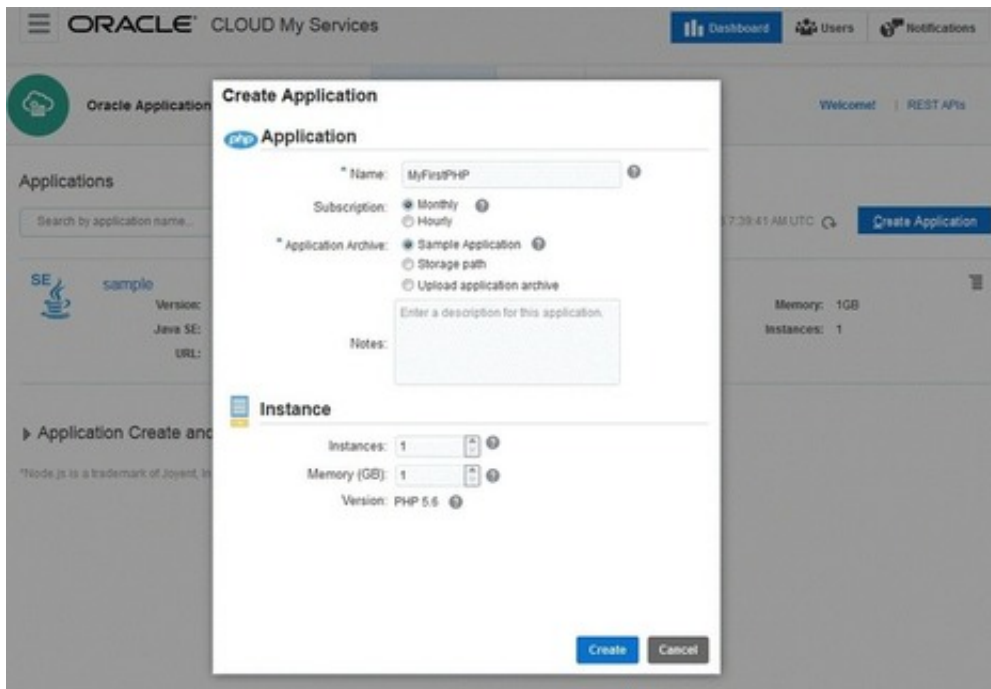 ORACLE CLOUD My Services
Dashboard
Users
Notifications
Oracle Application
Welcome!
REST APIs
Applications
Search by application name...
7:39:41 AM UTC
Create Application
SE
sample
Version:
Java SE:
URL:
Memory: 1GB
Instances: 1
Application Create and
*Node.js is a trademark of Joyent, In
Create Application
php Application
* Name: MyFirstPHP
Subscription: Monthly
Hourly
* Application Archive: Sample Application
Storage path
Upload application archive
Notes: Enter a description for this application.
Instance
Instances: 1
Memory (GB): 1
Version: PHP 5.6
Create
Cancel